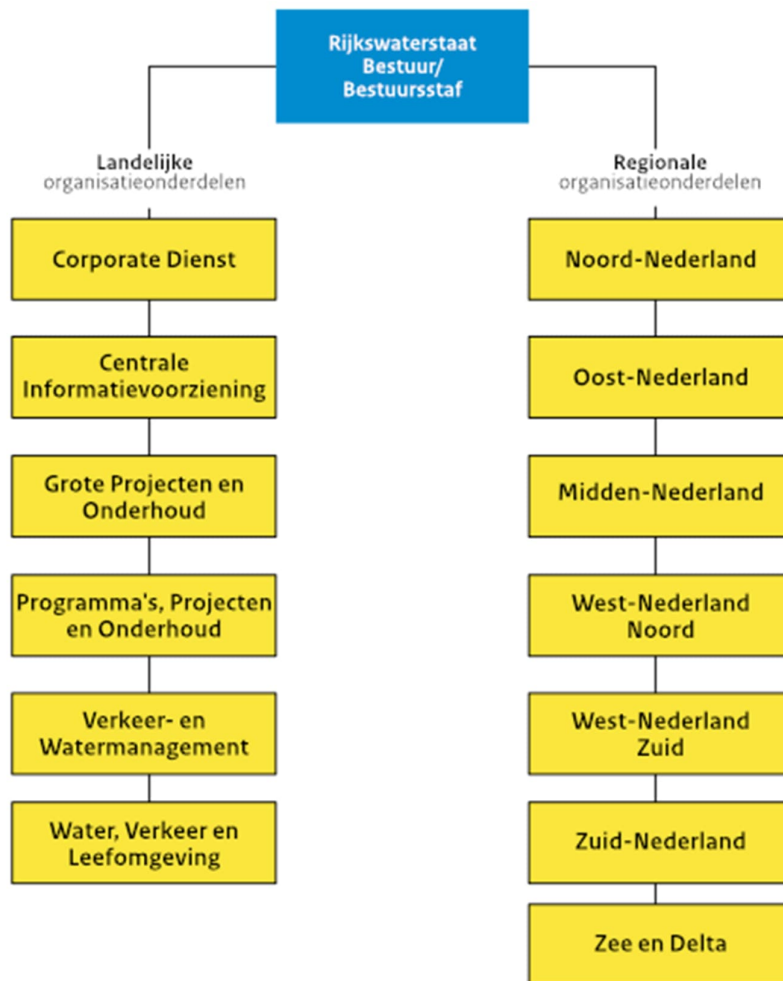 Rijkswaterstaat
Bestuur/
Bestuursstaf
Landelijke
organisatieonderdelen
Corporate Dienst
Centrale
Informatievoorziening
Grote Projecten en
Onderhoud
Programma's, Projecten
en Onderhoud
Verkeer- en
Watermanagement
Water, Verkeer en
Leefomgeving
Regionale
organisatieonderdelen
Noord-Nederland
Oost-Nederland
Midden-Nederland
West-Nederland
Noord
West-Nederland
Zuid
Zuid-Nederland
Zee en Delta